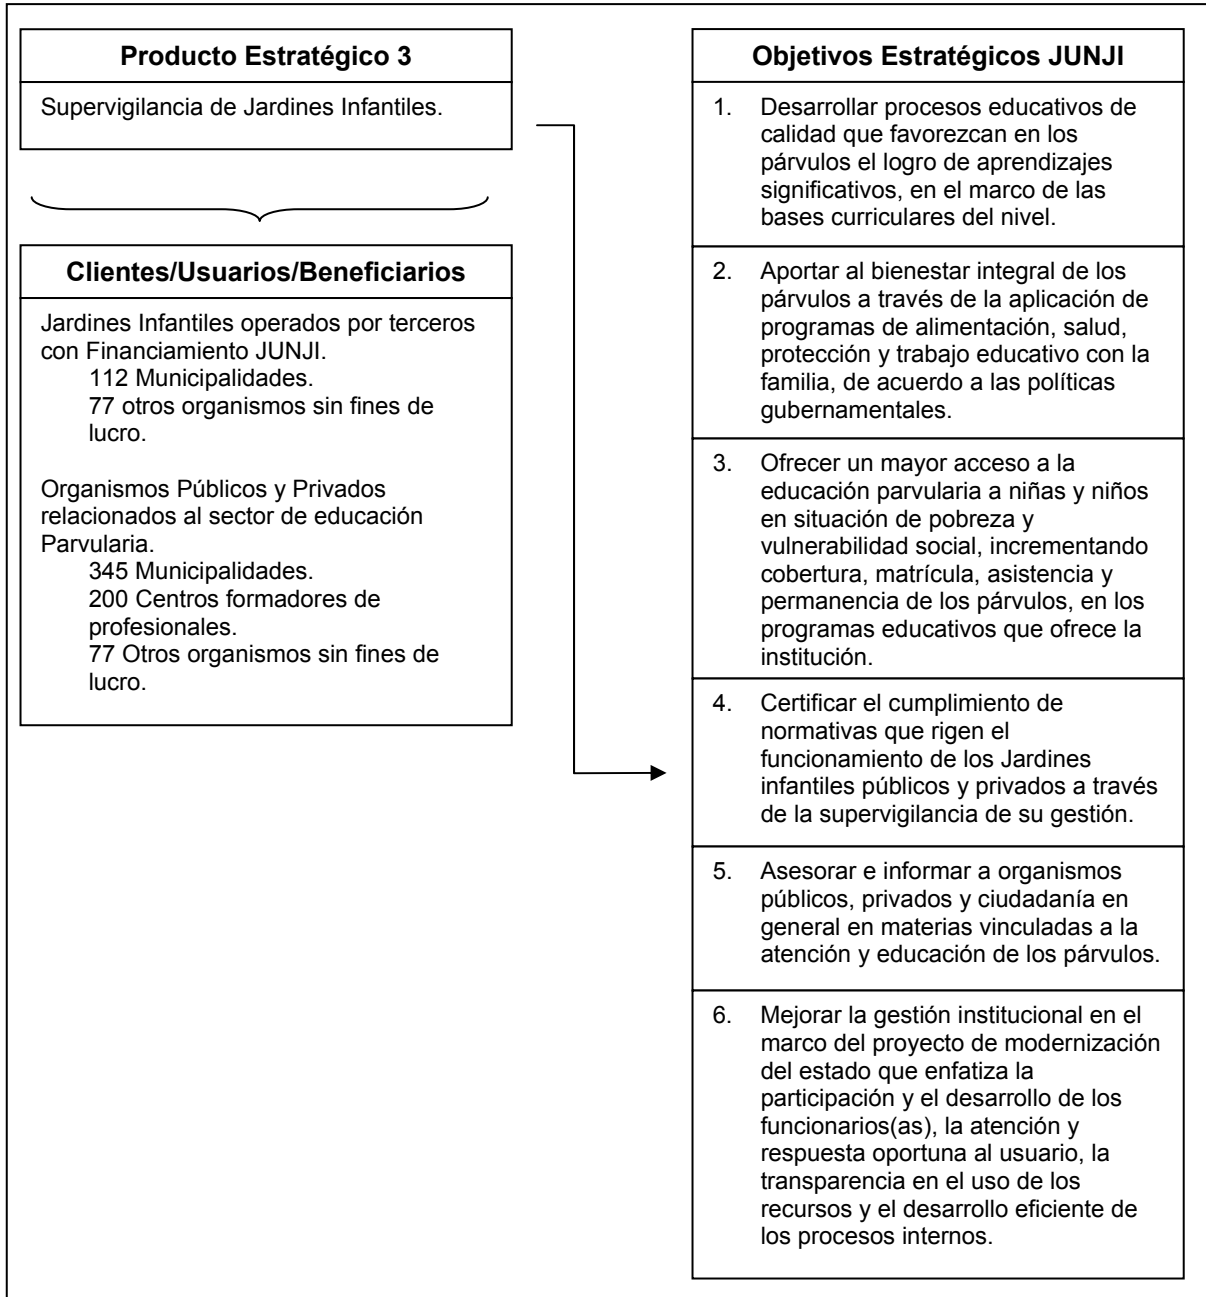 Producto Estratégico 3
Supervigilancia de Jardines Infantiles.
Clientes/Usuarios/Beneficiarios
Jardines Infantiles operados por terceros
con Financiamiento JUNJI.
112 Municipalidades.
77 otros organismos sin fines de
lucro.
Organismos Públicos y Privados
relacionados al sector de educación
Parvularia.
345 Municipalidades.
200 Centros formadores de
profesionales.
77 Otros organismos sin fines de
lucro.
Objetivos Estratégicos JUNJI
1. Desarrollar procesos educativos de
calidad que favorezcan en los
párvulos el logro de aprendizajes
significativos, en el marco de las
bases curriculares del nivel.
2. Aportar al bienestar integral de los
párvulos a través de la aplicación de
programas de alimentación, salud,
protección y trabajo educativo con la
familia, de acuerdo a las políticas
gubernamentales.
3. Ofrecer un mayor acceso a la
educación parvularia a niñas y niños
en situación de pobreza y
vulnerabilidad social, incrementando
cobertura, matrícula, asistencia y
permanencia de los párvulos, en los
programas educativos que ofrece la
institución.
4. Certificar el cumplimiento de
normativas que rigen el
funcionamiento de los Jardines
infantiles públicos y privados a través
de la supervigilancia de su gestión.
5. Asesorar e informar a organismos
públicos, privados y ciudadanía en
general en materias vinculadas a la
atención y educación de los párvulos.
6. Mejorar la gestión institucional en el
marco del proyecto de modernización
del estado que enfatiza la
participación y el desarrollo de los
funcionarios(as), la atención y
respuesta oportuna al usuario, la
transparencia en el uso de los
recursos y el desarrollo eficiente de
los procesos internos.